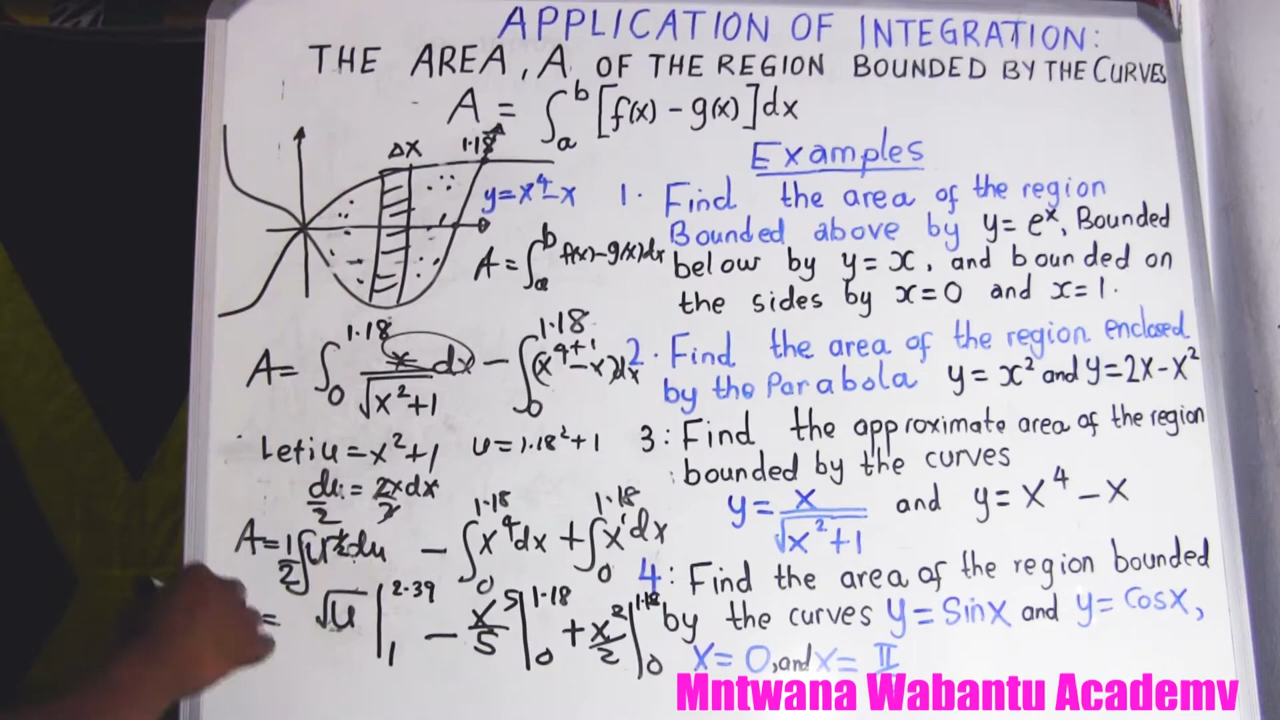 APPLICATION OF INTEGRATION:
THE AREA, A, OF THE REGION BOUNDED BY THE CURVES
A = ∫_a^b [f(x) - g(x)]dx
Δx
1.18
y=x⁴-x
A = ∫_a^b f(x)-g(x)dx
A = ∫_0^1.18 x/√(x²+1) dx - ∫_0^1.18 (x⁴⁺¹-x)dx
Let: u = x²+1 u = 1.18²+1
du/2 = 2x dx/2
A = 1/2 ∫ du - ∫_0^1.18 x⁴dx + ∫_0^1.18 x¹dx
= √u |_1^2.39 - x⁵/5 |_0^1.18 + x²/2 |_0^1.18
Examples
1. Find the area of the region
Bounded above by y=eˣ, Bounded
below by y=x, and bounded on
the sides by x=0 and x=1.
2. Find the area of the region enclosed
by the Parabola y=x² and y=2x-x²
3: Find the approximate area of the region
bounded by the curves
y= x/√(x²+1) and y=x⁴-x
4: Find the area of the region bounded
by the curves y=Sinx and y=Cosx,
x=0, and x=π
Mntwana Wabantu Academy